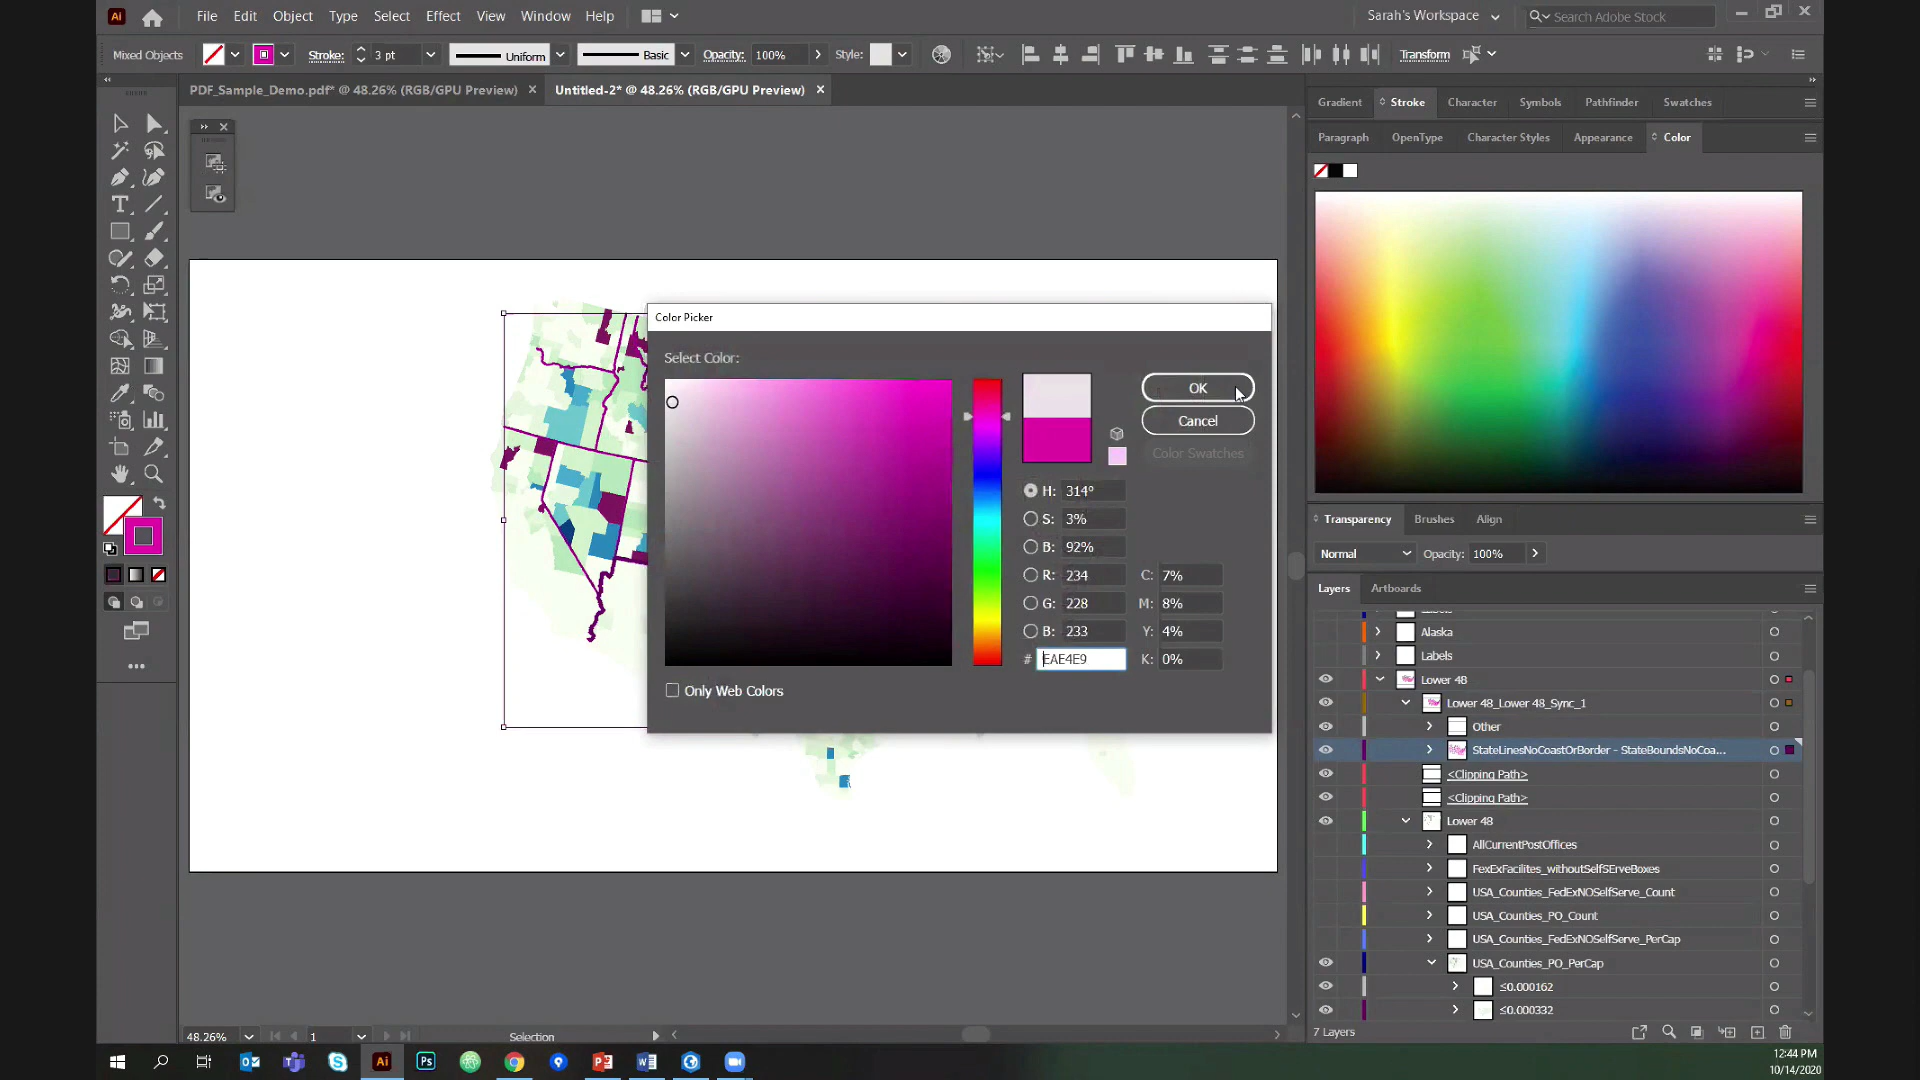 Ai File Edit Object Type Select Effect View Window Help Sarah's Workspace Search Adobe Stock
Mixed Objects Stroke: 3 pt Uniform Basic Opacity: 100% Style: Transform
PDF_Sample_Demo.pdf* @ 48.26% (RGB/GPU Preview) Untitled-2* @ 48.26% (RGB/GPU Preview)
Gradient Stroke Character Symbols Pathfinder Swatches
Paragraph OpenType Character Styles Appearance Color
Color Picker
Select Color:
OK
Cancel
Color Swatches
H: 314°
S: 3%
B: 92%
R: 234 C: 7%
G: 228 M: 8%
B: 233 Y: 4%
# EAE4E9 K: 0%
Only Web Colors
Transparency Brushes Align
Normal Opacity: 100%
Layers Artboards
Alaska
Labels
Lower 48
Lower 48_Lower 48_Sync_1
Other
StateLinesNoCoastOrBorder - StateBoundsNoCoa...
<Clipping Path>
<Clipping Path>
Lower 48
AllCurrentPostOffices
FexExFacilites_withoutSelfSErveBoxes
USA_Counties_FedExNOSelfServe_Count
USA_Counties_PO_Count
USA_Counties_FedExNOSelfServe_PerCap
USA_Counties_PO_PerCap
≤0.000162
≤0.000332
7 Layers
48.26% 1 Selection
Ai Ps
12:44 PM
10/14/2020